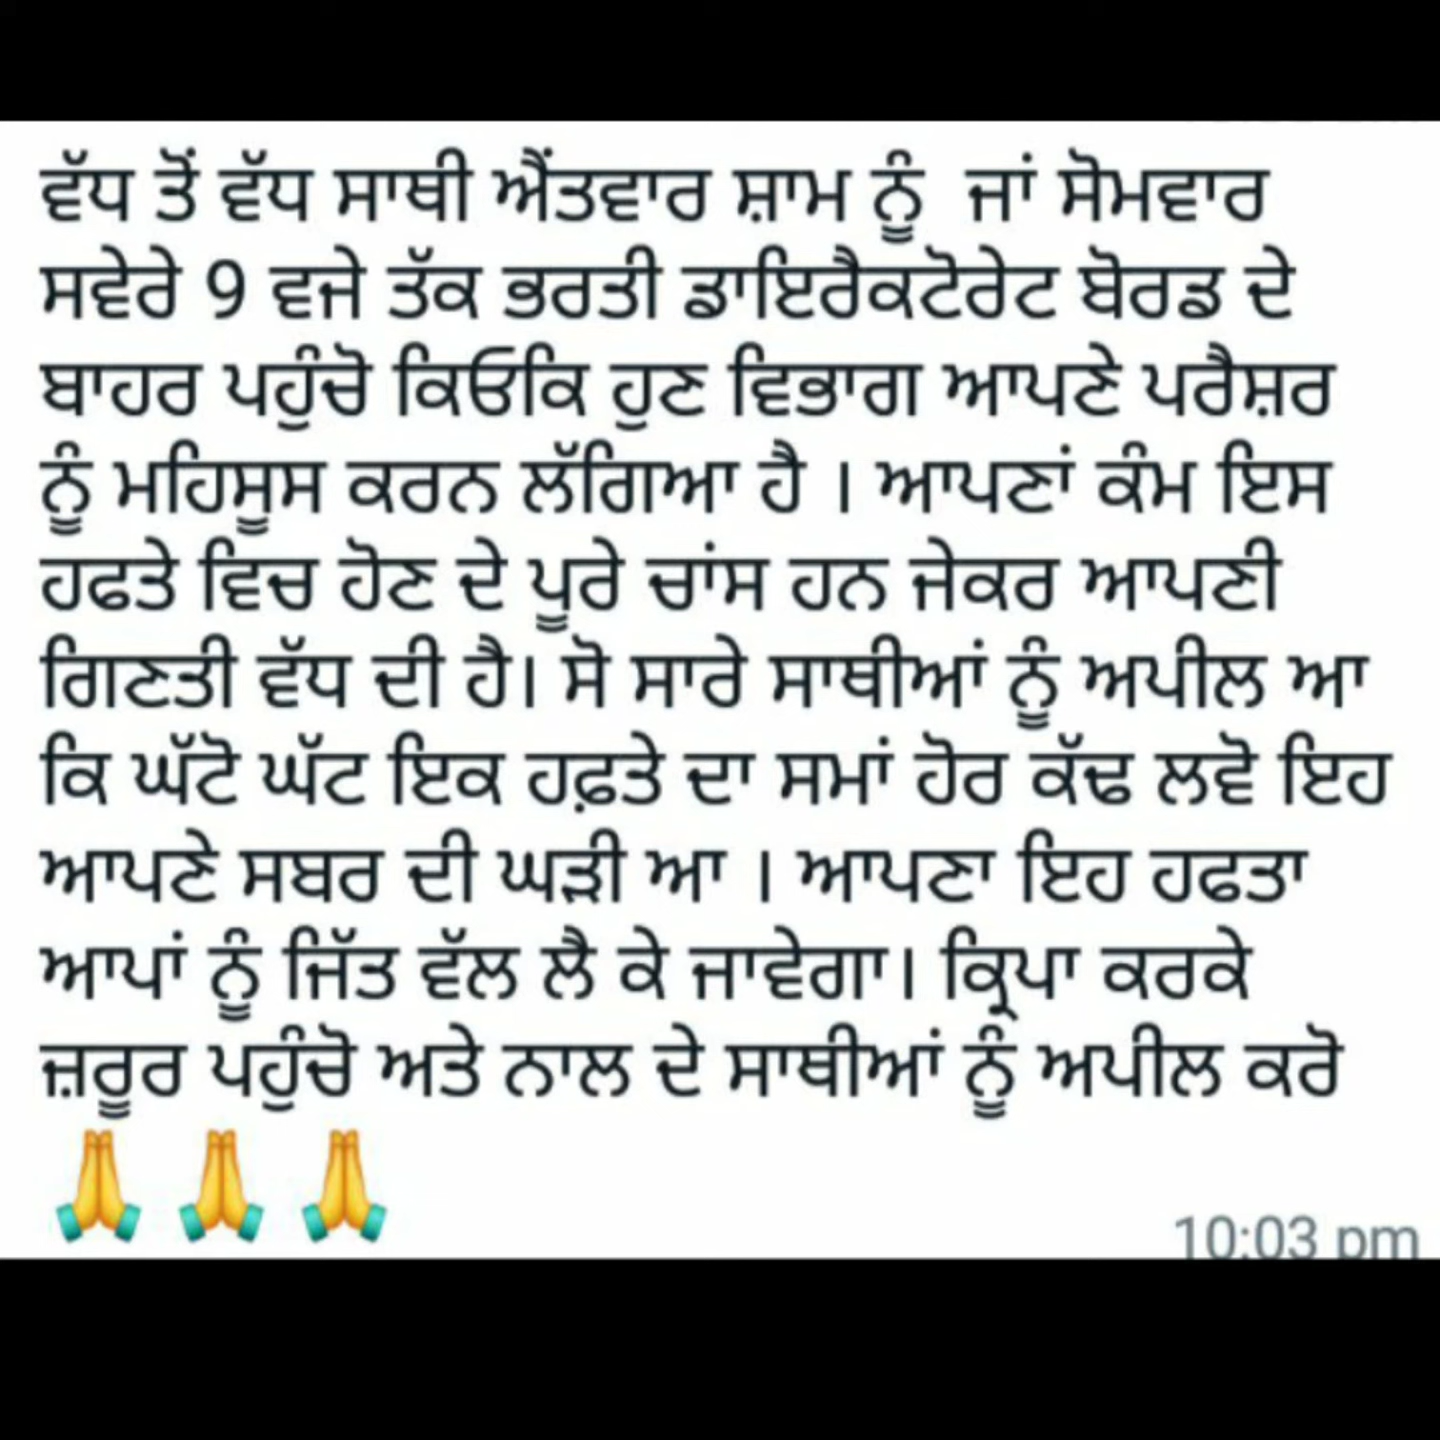 ਵੱਧ ਤੋਂ ਵੱਧ ਸਾਥੀ ਐਂਤਵਾਰ ਸ਼ਾਮ ਨੂੰ ਜਾਂ ਸੋਮਵਾਰ
ਸਵੇਰੇ 9 ਵਜੇ ਤੱਕ ਭਰਤੀ ਡਾਇਰੈਕਟੋਰੇਟ ਬੋਰਡ ਦੇ
ਬਾਹਰ ਪਹੁੰਚੋ ਕਿਓਕਿ ਹੁਣ ਵਿਭਾਗ ਆਪਣੇ ਪਰੈਸ਼ਰ
ਨੂੰ ਮਹਿਸੂਸ ਕਰਨ ਲੱਗਿਆ ਹੈ । ਆਪਣਾਂ ਕੰਮ ਇਸ
ਹਫਤੇ ਵਿਚ ਹੋਣ ਦੇ ਪੂਰੇ ਚਾਂਸ ਹਨ ਜੇਕਰ ਆਪਣੀ
ਗਿਣਤੀ ਵੱਧ ਦੀ ਹੈ। ਸੋ ਸਾਰੇ ਸਾਥੀਆਂ ਨੂੰ ਅਪੀਲ ਆ
ਕਿ ਘੱਟੋ ਘੱਟ ਇਕ ਹਫ਼ਤੇ ਦਾ ਸਮਾਂ ਹੋਰ ਕੱਢ ਲਵੋ ਇਹ
ਆਪਣੇ ਸਬਰ ਦੀ ਘੜੀ ਆ । ਆਪਣਾ ਇਹ ਹਫਤਾ
ਆਪਾਂ ਨੂੰ ਜਿੱਤ ਵੱਲ ਲੈ ਕੇ ਜਾਵੇਗਾ। ਕ੍ਰਿਪਾ ਕਰਕੇ
ਜ਼ਰੂਰ ਪਹੁੰਚੋ ਅਤੇ ਨਾਲ ਦੇ ਸਾਥੀਆਂ ਨੂੰ ਅਪੀਲ ਕਰੋ
🙏 🙏 🙏
10:03 pm